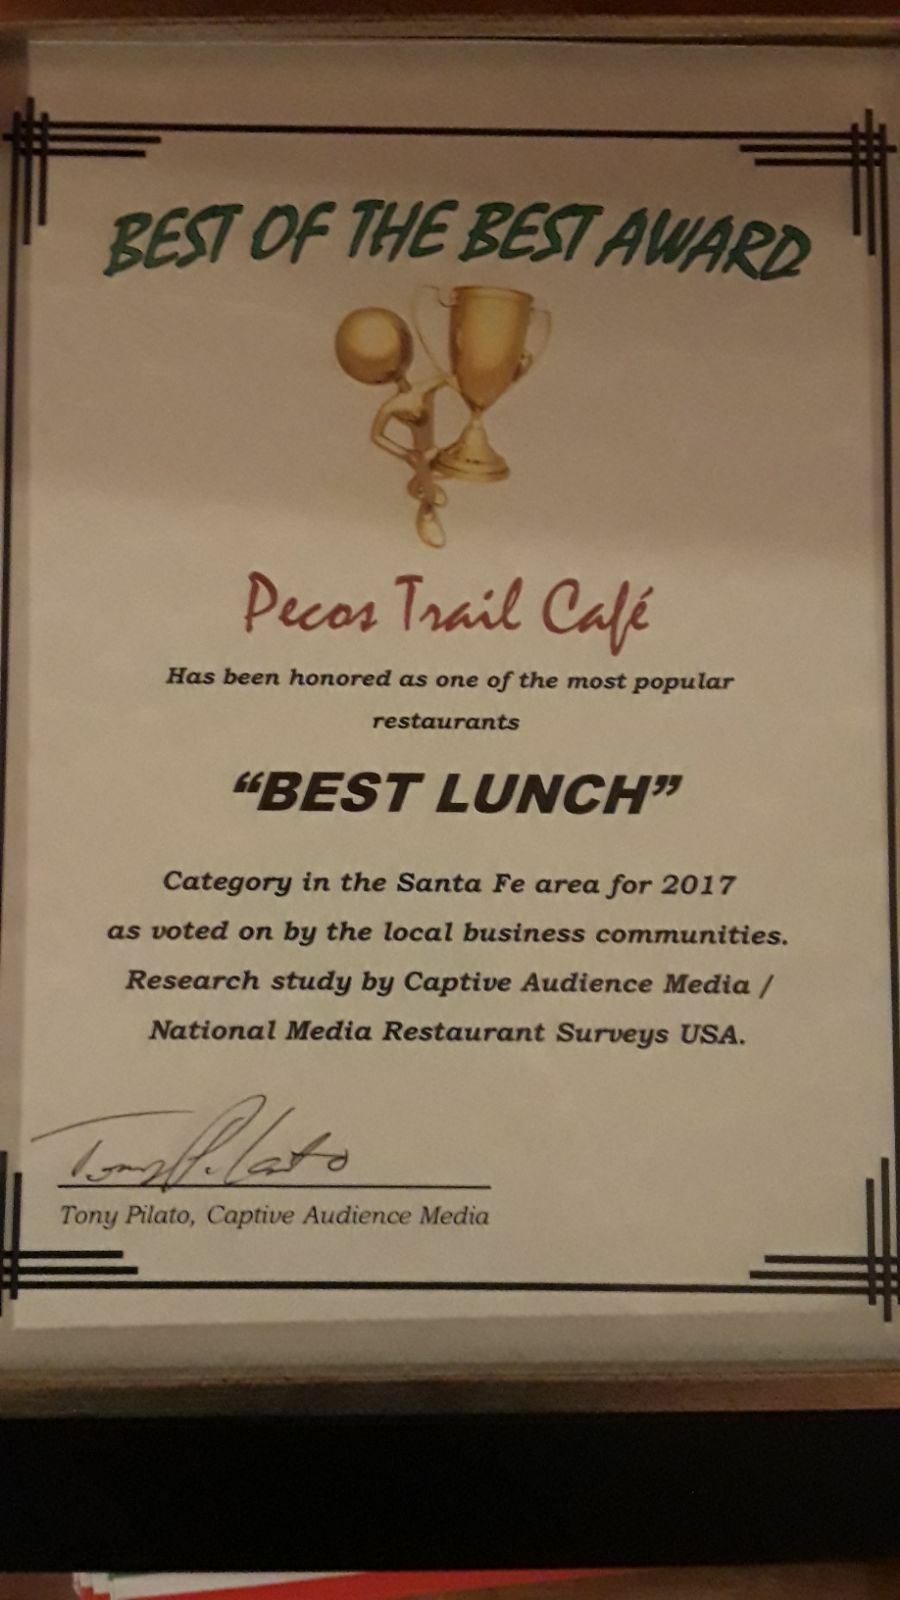 BEST OF THE BEST AWARD
Pecos Trail Café
Has been honored as one of the most popular
restaurants
“BEST LUNCH”
Category in the Santa Fe area for 2017
as voted on by the local business communities.
Research study by Captive Audience Media /
National Media Restaurant Surveys USA.
Tony Pilato
Tony Pilato, Captive Audience Media